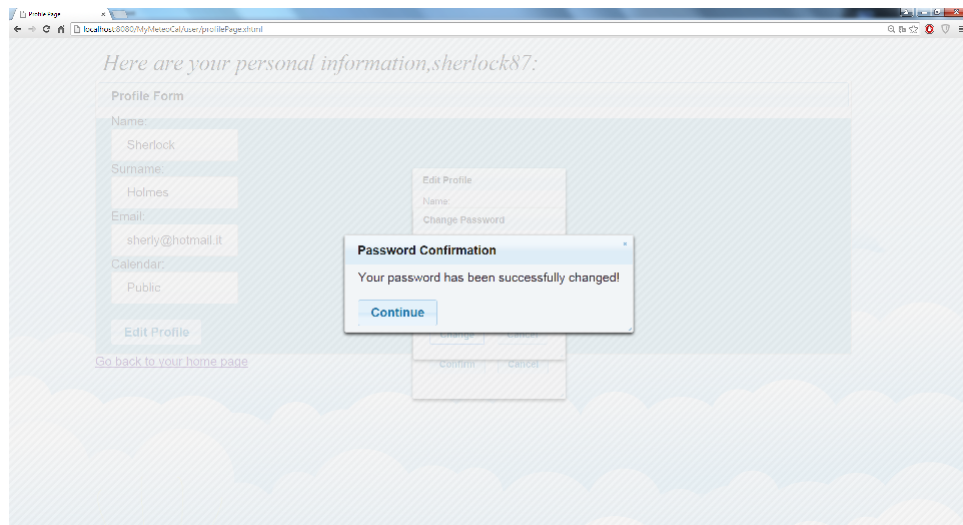 Profile Page
localhost:8080/MyMeteoCal/user/profilePage.xhtml
Here are your personal information,sherlock87:
Profile Form
Name:
Sherlock
Surname:
Holmes
Email:
sherly@hotmail.it
Calendar:
Public
Edit Profile
Go back to your home page
Edit Profile
Name:
Change Password
Password Confirmation
Your password has been successfully changed!
Continue
Change
Cancel
Confirm
Cancel